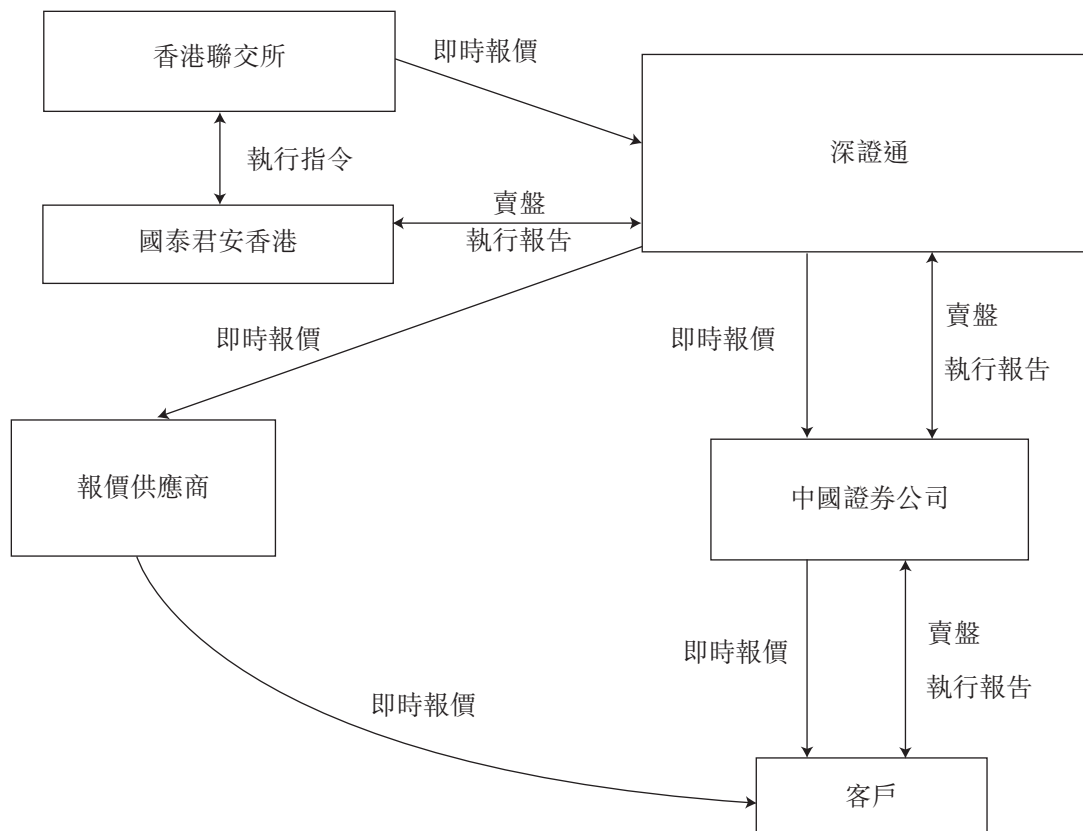 香港聯交所
即時報價
深證通
執行指令
國泰君安香港
賣盤
執行報告
即時報價
即時報價
賣盤
執行報告
報價供應商
中國證券公司
即時報價
賣盤
執行報告
即時報價
客戶